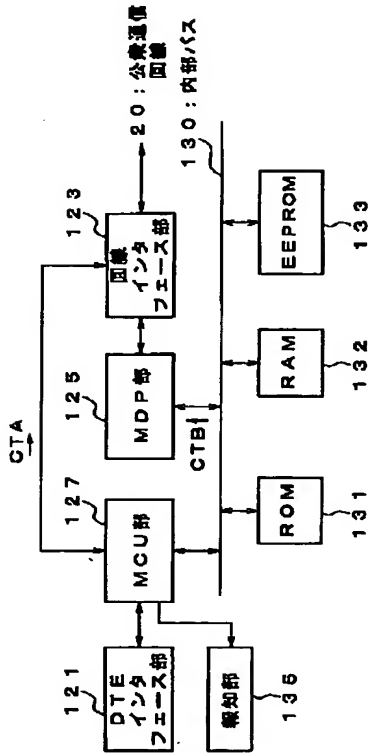 CTA
121
DTE
インタ
フェース部
127
MCU部
125
MDP部
123
回線
インタ
フェース部
20:公衆通信
回線
CTB
130:内部バス
135
報知部
ROM
131
RAM
132
EEPROM
133